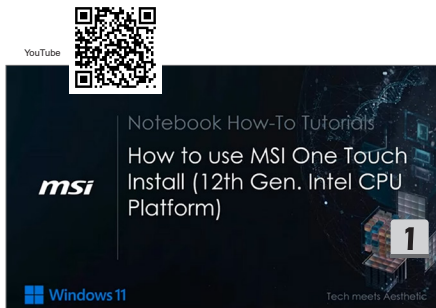 YouTube
Notebook How-To Tutorials
How to use MSI One Touch
Install (12th Gen. Intel CPU
Platform)
msi
1
Windows 11
Tech meets Aesthetic